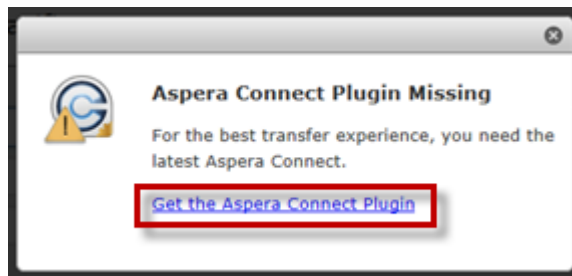 Aspera Connect Plugin Missing
For the best transfer experience, you need the
latest Aspera Connect.
Get the Aspera Connect Plugin